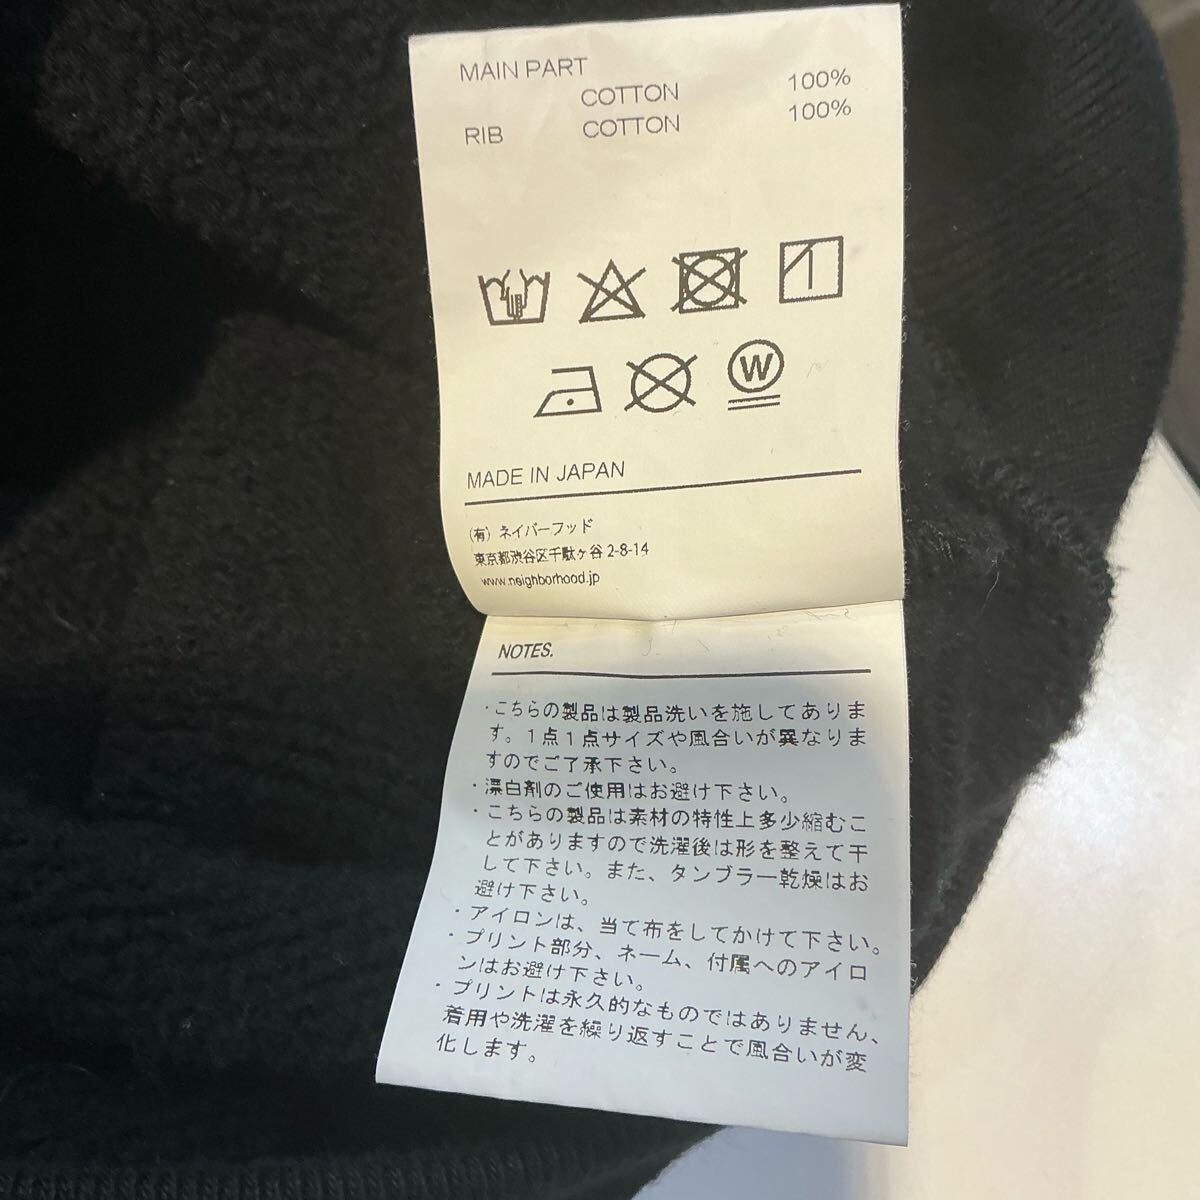 MAIN PART
COTTON 100%
RIB COTTON 100%
W
MADE IN JAPAN
(有) ネイバーフッド
東京都渋谷区千駄ヶ谷 2-8-14
www.neighborhood.jp
NOTES.
・こちらの製品は製品洗いを施してありま
す。1点1点サイズや風合いが異なりま
すのでご了承下さい。
・漂白剤のご使用はお避け下さい。
・こちらの製品は素材の特性上多少縮むこ
とがありますので洗濯後は形を整えて干
して下さい。また、タンブラー乾燥はお
避け下さい。
・アイロンは、当て布をしてかけて下さい。
・プリント部分、ネーム、付属へのアイロ
ンはお避け下さい。
・プリントは永久的なものではありません、
着用や洗濯を繰り返すことで風合いが変
化します。